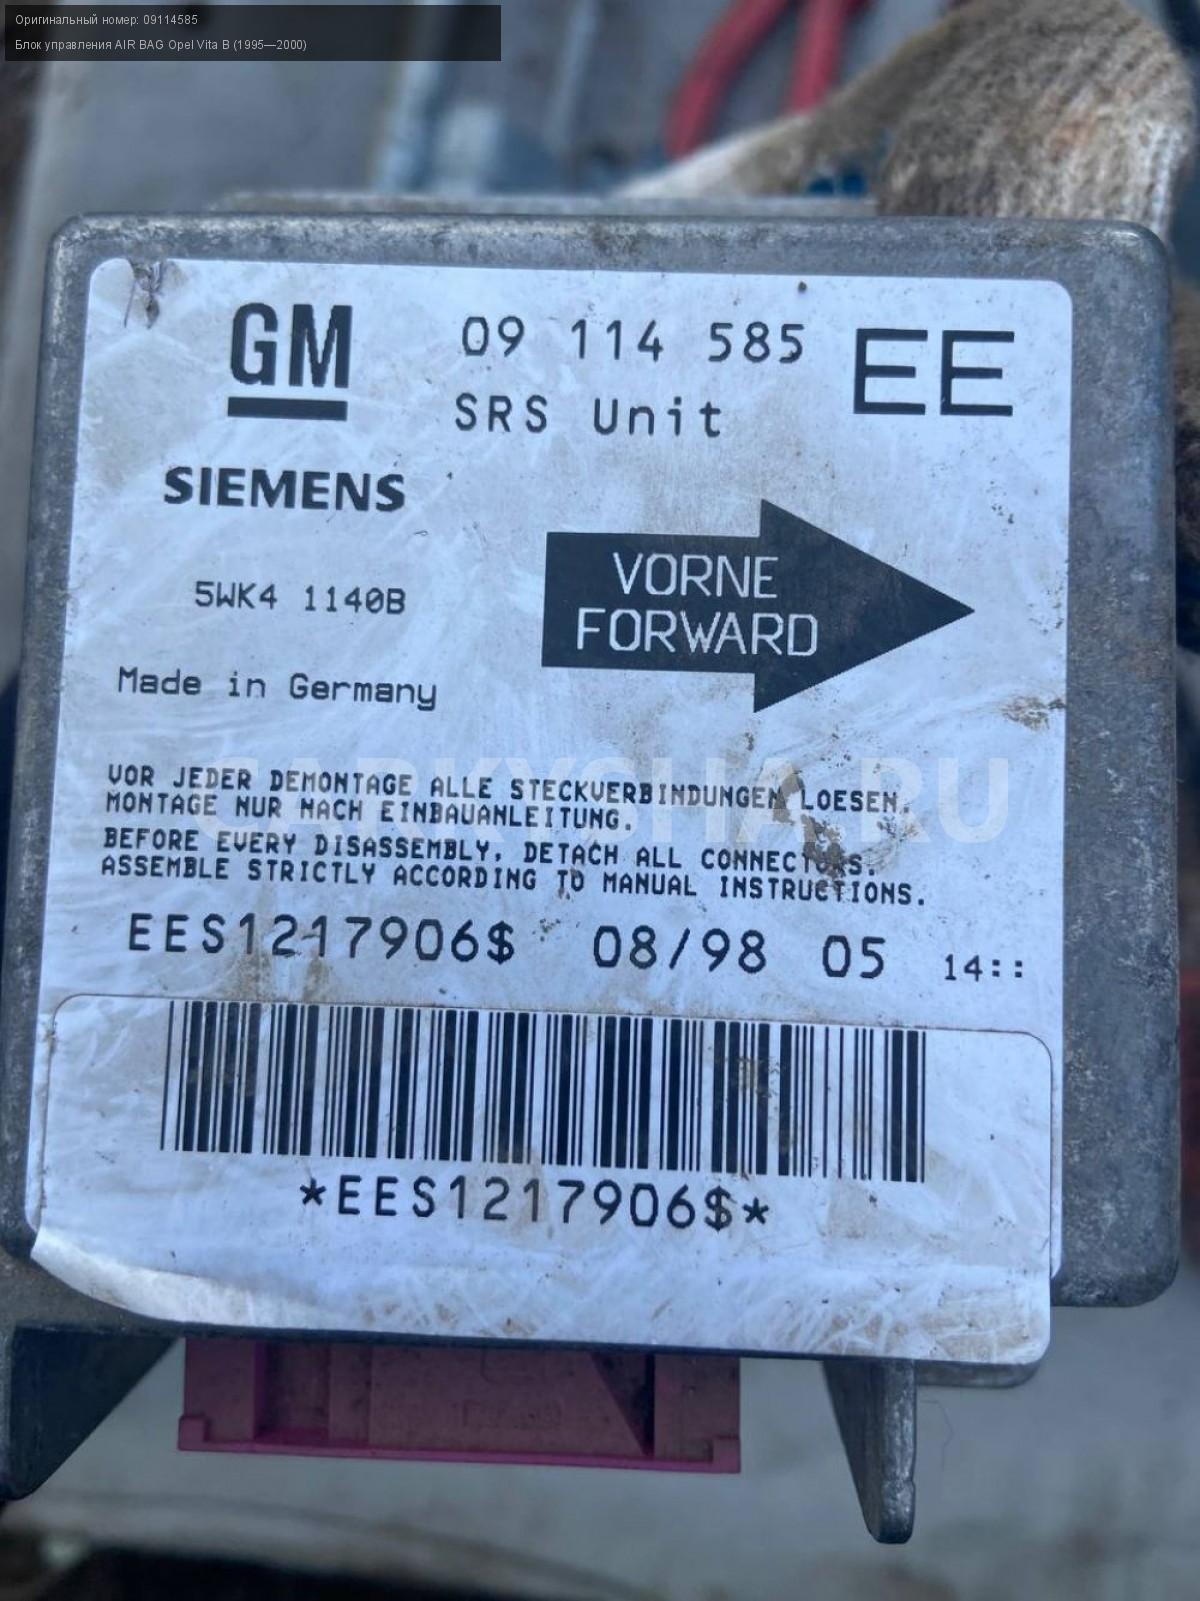 Оригинальный номер: 09114585
Блок управления AIR BAG Opel Vita B (1995—2000)
GM 09 114 585 EE
SRS Unit
SIEMENS
VORNE
FORWARD
5WK4 1140B
Made in Germany
CARKYSHA.RU
VOR JEDER DEMONTAGE ALLE STECKVERBINDUNGEN LOESEN.
MONTAGE NUR NACH EINBAUANLEITUNG.
BEFORE EVERY DISASSEMBLY, DETACH ALL CONNECTORS.
ASSEMBLE STRICTLY ACCORDING TO MANUAL INSTRUCTIONS.
EES1217906$ 08/98 05 14::
*EES1217906$*